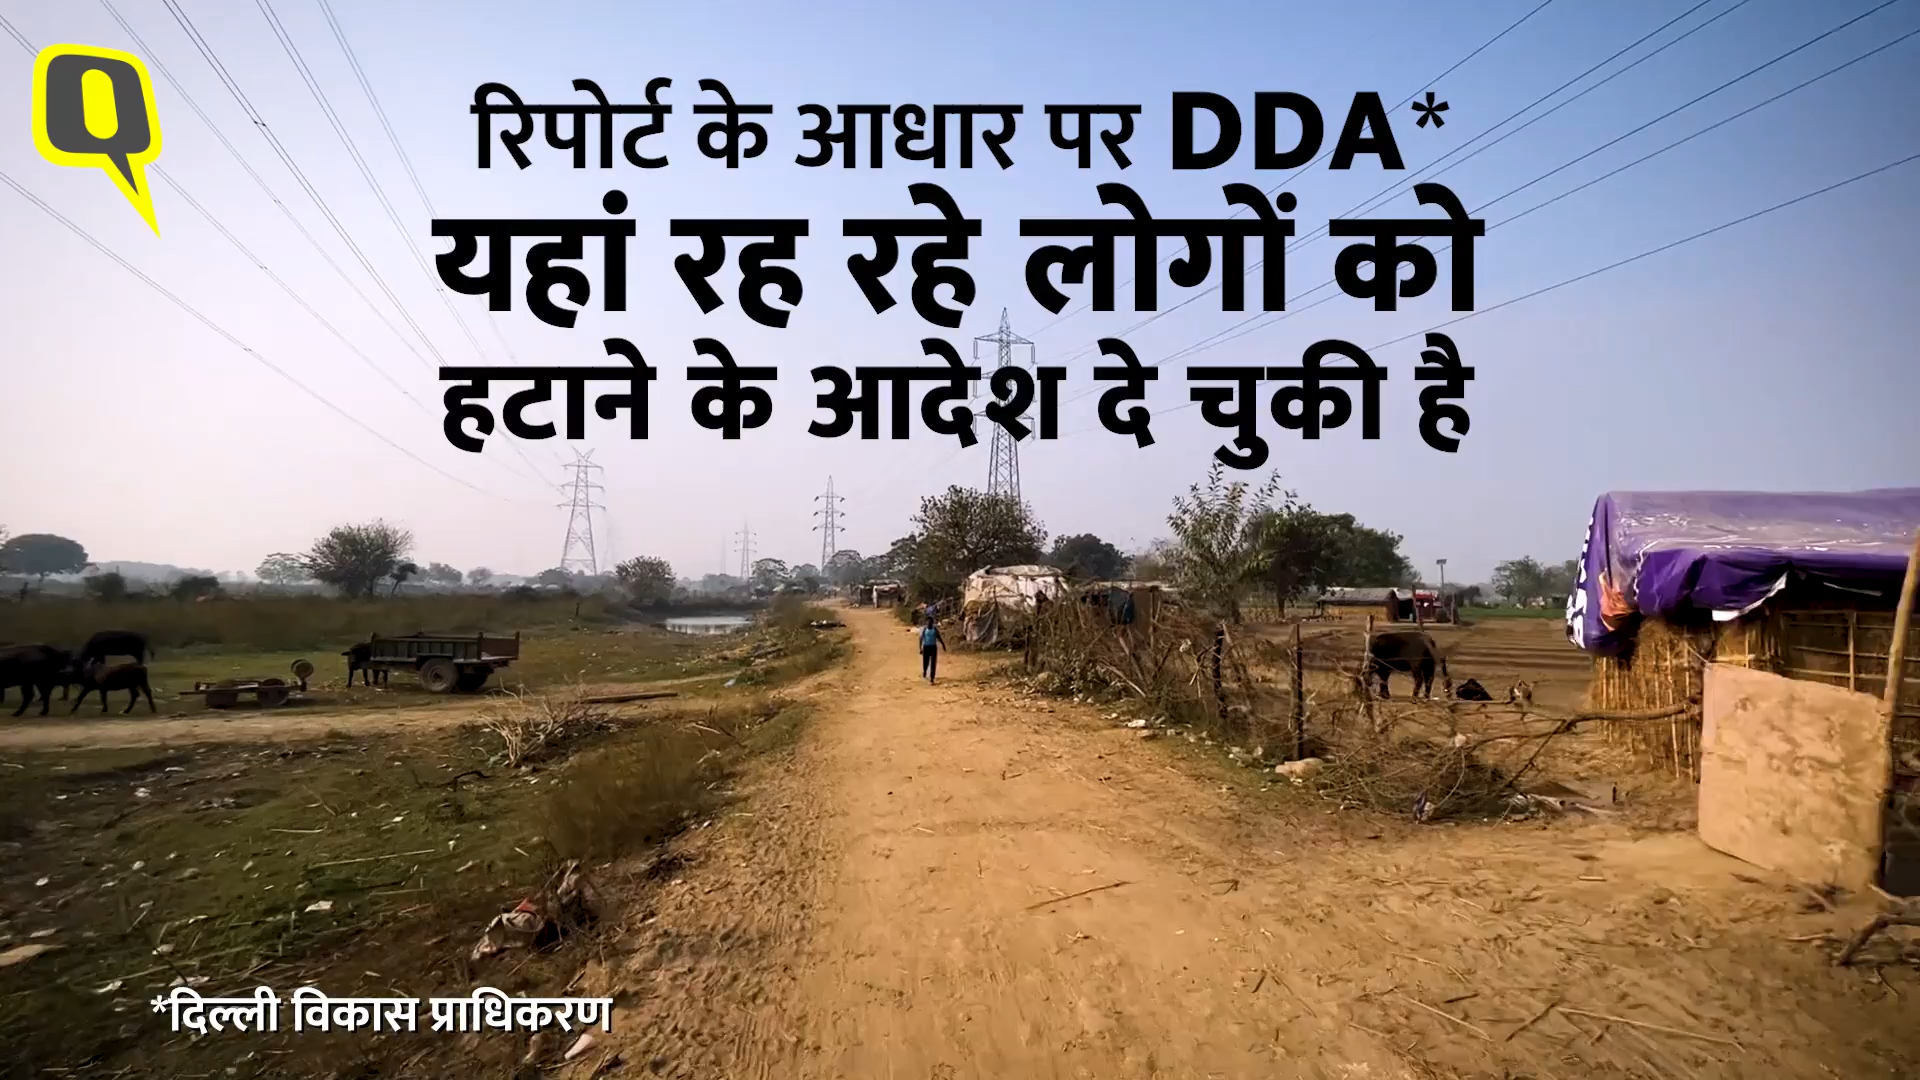 Q
रिपोर्ट के आधार पर DDA*
यहां रह रहे लोगों को
हटाने के आदेश दे चुकी है
*दिल्ली विकास प्राधिकरण